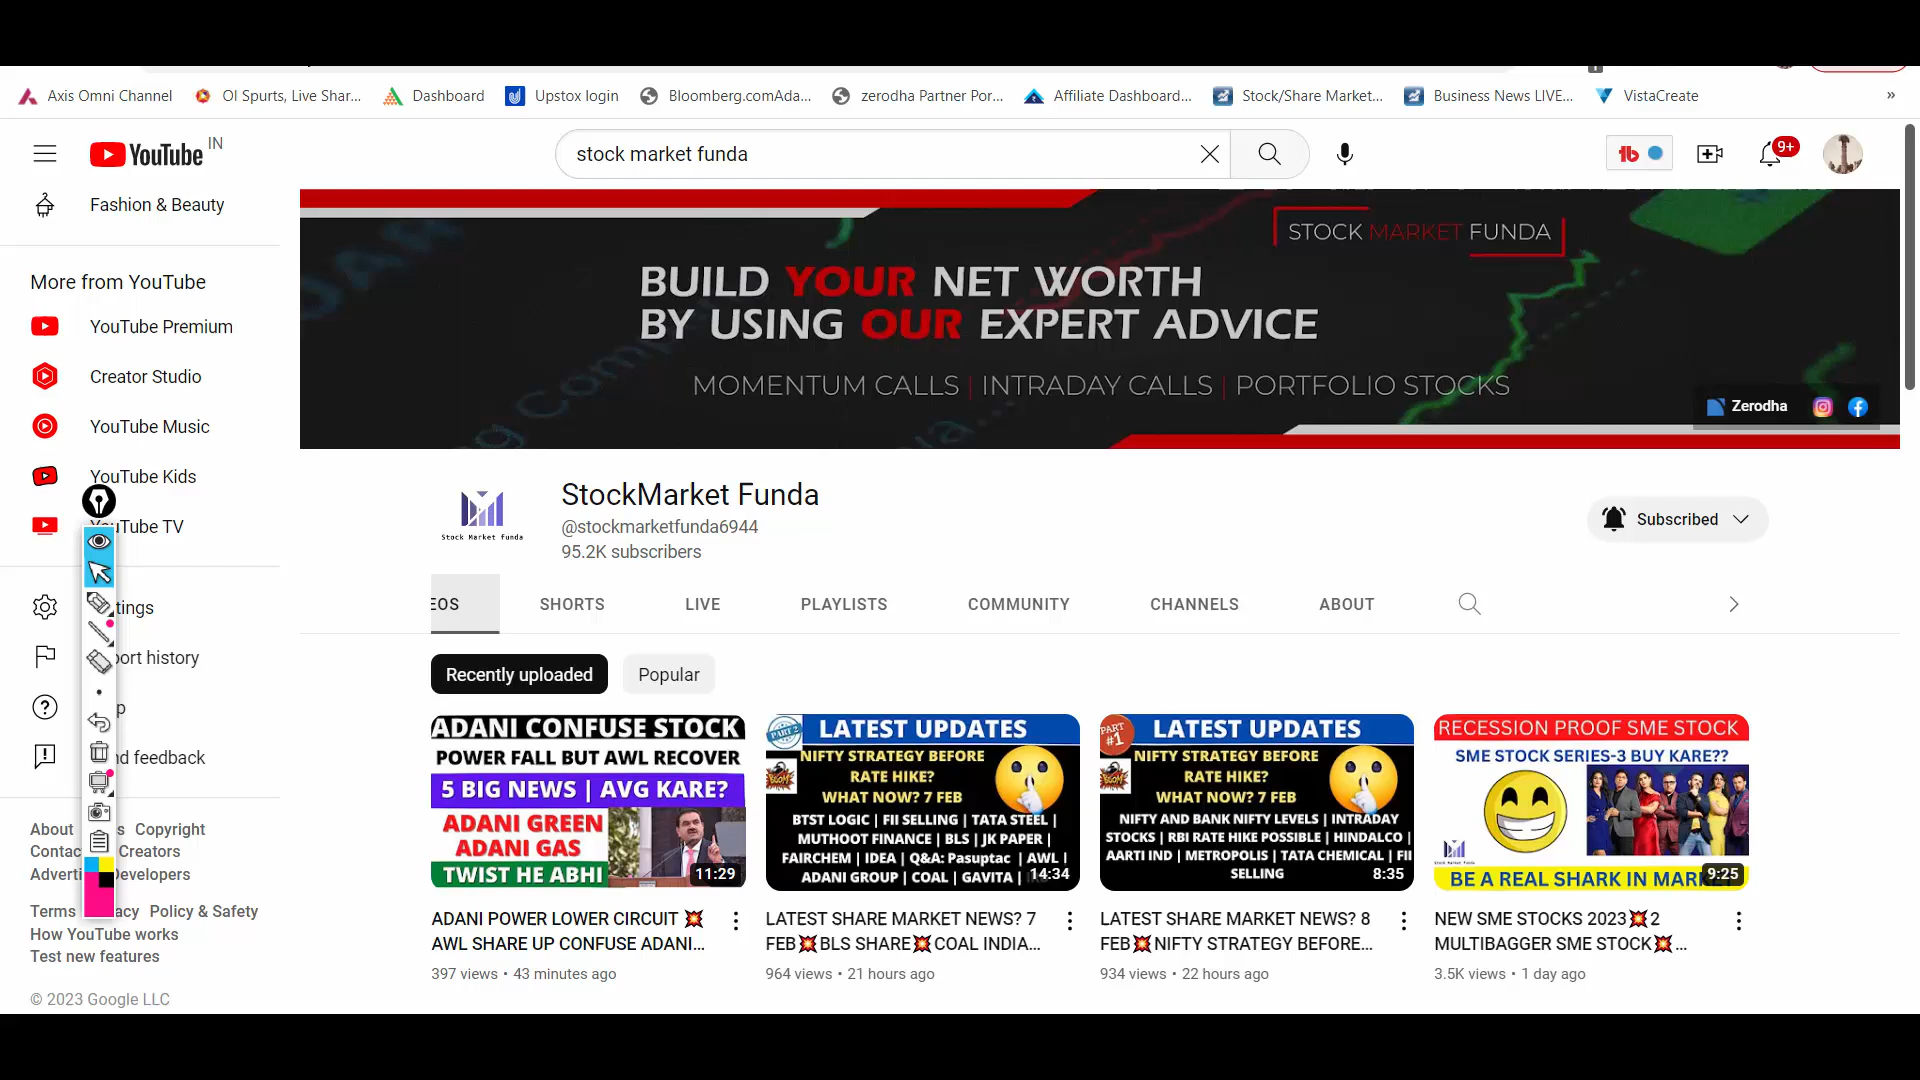 Axis Omni Channel
OI Spurts, Live Shar...
Dashboard
Upstox login
Bloomberg.comAda...
zerodha Partner Por...
Affiliate Dashboard...
Stock/Share Market...
Business News LIVE...
VistaCreate
»
YouTube IN
stock market funda
9+
Fashion & Beauty
More from YouTube
YouTube Premium
Creator Studio
YouTube Music
YouTube Kids
uTube TV
tings
ort history
p
d feedback
About s Copyright
Contac Creators
Adverti Developers
Terms acy Policy & Safety
How YouTube works
Test new features
© 2023 Google LLC
STOCK MARKET FUNDA
BUILD YOUR NET WORTH
BY USING OUR EXPERT ADVICE
MOMENTUM CALLS | INTRADAY CALLS | PORTFOLIO STOCKS
Zerodha
Stock Market Funda
StockMarket Funda
@stockmarketfunda6944
95.2K subscribers
Subscribed
EOS
SHORTS
LIVE
PLAYLISTS
COMMUNITY
CHANNELS
ABOUT
Recently uploaded
Popular
ADANI CONFUSE STOCK
POWER FALL BUT AWL RECOVER
5 BIG NEWS | AVG KARE?
ADANI GREEN
ADANI GAS
TWIST HE ABHI
11:29
ADANI POWER LOWER CIRCUIT 💥
AWL SHARE UP CONFUSE ADANI...
397 views • 43 minutes ago
PART 2
LATEST UPDATES
NIFTY STRATEGY BEFORE
RATE HIKE?
WHAT NOW? 7 FEB
BTST LOGIC | FII SELLING | TATA STEEL |
MUTHOOT FINANCE | BLS | JK PAPER |
FAIRCHEM | IDEA | Q&A: Pasuptac | AWL |
ADANI GROUP | COAL | GAVITA |
14:34
LATEST SHARE MARKET NEWS? 7
FEB💥BLS SHARE💥COAL INDIA...
964 views • 21 hours ago
PART #1
LATEST UPDATES
NIFTY STRATEGY BEFORE
RATE HIKE?
WHAT NOW? 7 FEB
NIFTY AND BANK NIFTY LEVELS | INTRADAY
STOCKS | RBI RATE HIKE POSSIBLE | HINDALCO |
AARTI IND | METROPOLIS | TATA CHEMICAL | FII
SELLING
8:35
LATEST SHARE MARKET NEWS? 8
FEB💥NIFTY STRATEGY BEFORE...
934 views • 22 hours ago
RECESSION PROOF SME STOCK
SME STOCK SERIES-3 BUY KARE??
BE A REAL SHARK IN MAR
9:25
NEW SME STOCKS 2023💥2
MULTIBAGGER SME STOCK💥...
3.5K views • 1 day ago